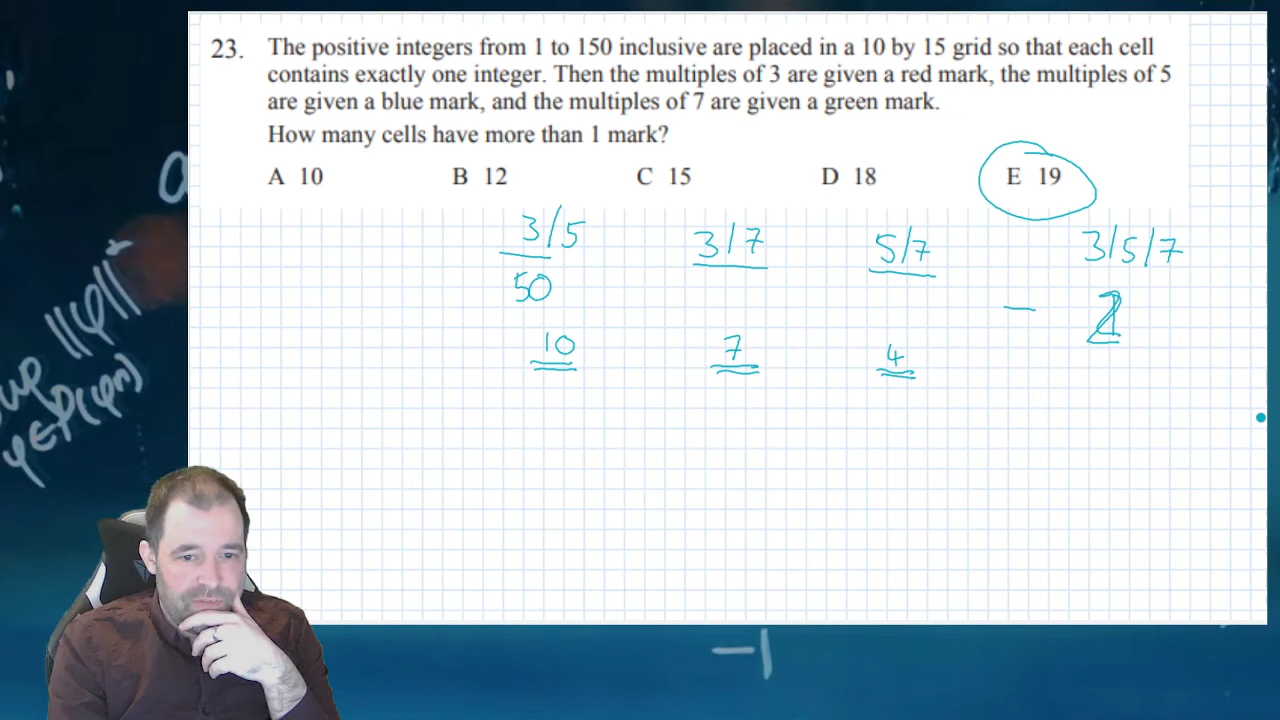 23. The positive integers from 1 to 150 inclusive are placed in a 10 by 15 grid so that each cell
contains exactly one integer. Then the multiples of 3 are given a red mark, the multiples of 5
are given a blue mark, and the multiples of 7 are given a green mark.
How many cells have more than 1 mark?
A 10 B 12 C 15 D 18 E 19
3/5 3/7 5/7 3/5/7
50 -
10 7 4
||φ||
φ∈D(φn)
-1